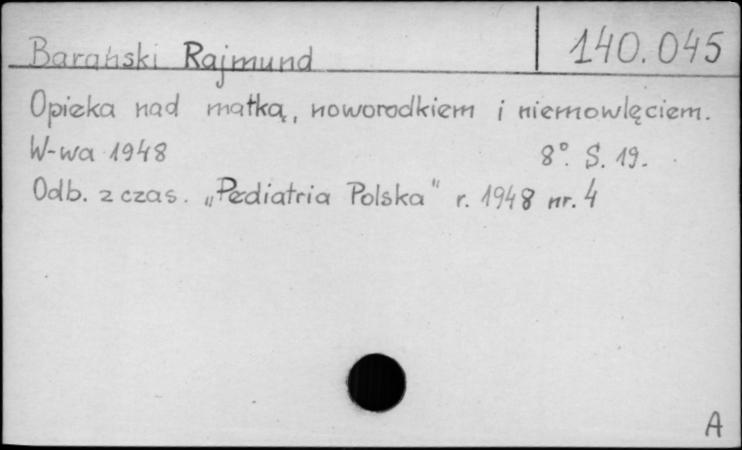 Barański Rajmund 140.045
Opieka nad matką, noworodkiem i niemowlęciem.
W-wa 1948 8°. S. 19.
Odb. z czas. „Pediatria Polska" r. 1948 nr. 4
A